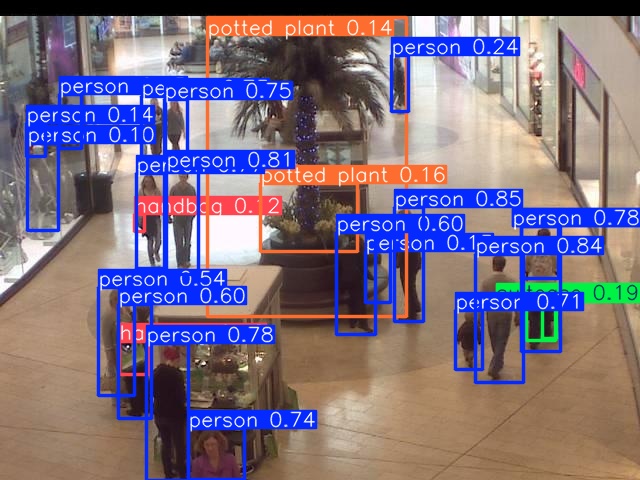 potted plant 0.14
person 0.24
person 0.75
person 0.14
person 0.10
person 0.81
handbag 0.12
potted plant 0.16
person 0.85
person 0.60
person 0.78
person 0.84
person 0.54
person 0.60
0.19
person 0.71
person 0.78
person 0.74